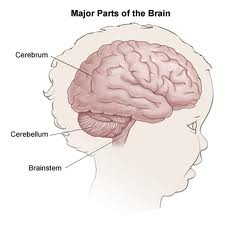 Major Parts of the Brain
Cerebrum
Cerebellum
Brainstem